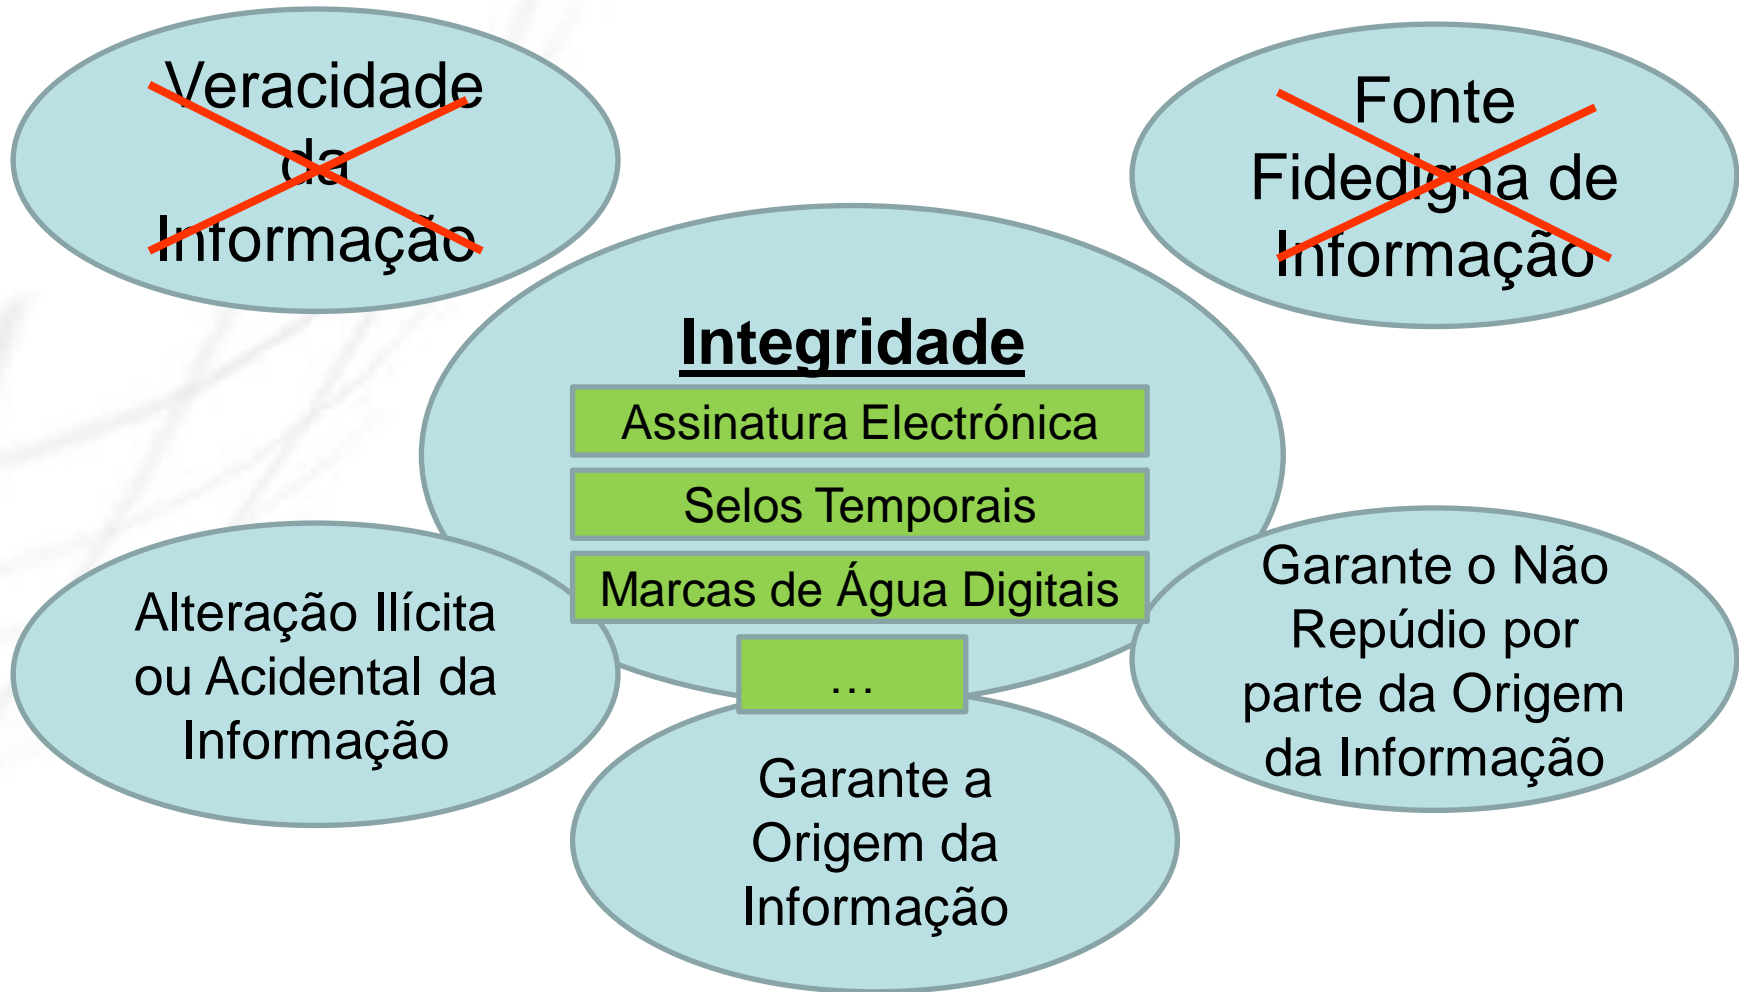 Veracidade
da
Informação
Fonte
Fidedigna de
Informação
Integridade
Assinatura Electrónica
Selos Temporais
Marcas de Água Digitais
…
Alteração Ilícita
ou Acidental da
Informação
Garante a
Origem da
Informação
Garante o Não
Repúdio por
parte da Origem
da Informação